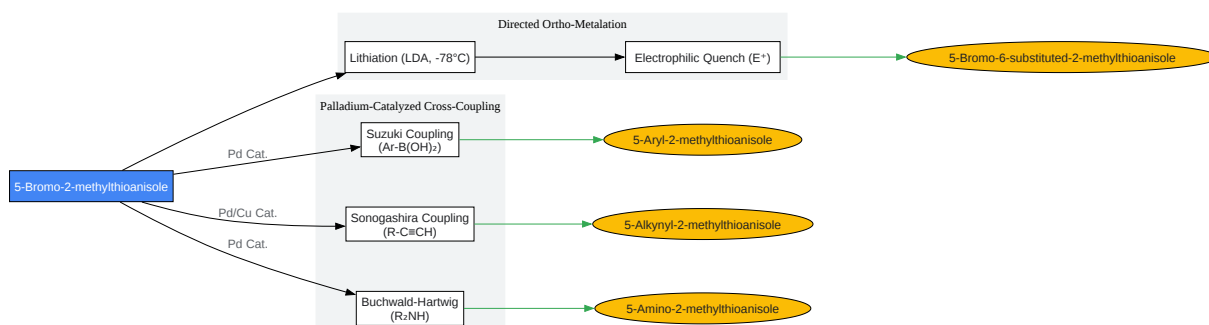 Directed Ortho-Metalation
Lithiation (LDA, -78°C)
Electrophilic Quench (E⁺)
5-Bromo-6-substituted-2-methylthioanisole
Palladium-Catalyzed Cross-Coupling
Suzuki Coupling
(Ar-B(OH)₂)
5-Aryl-2-methylthioanisole
Pd Cat.
5-Bromo-2-methylthioanisole
Pd/Cu Cat.
Sonogashira Coupling
(R-C≡CH)
5-Alkynyl-2-methylthioanisole
Pd Cat.
Buchwald-Hartwig
(R₂NH)
5-Amino-2-methylthioanisole